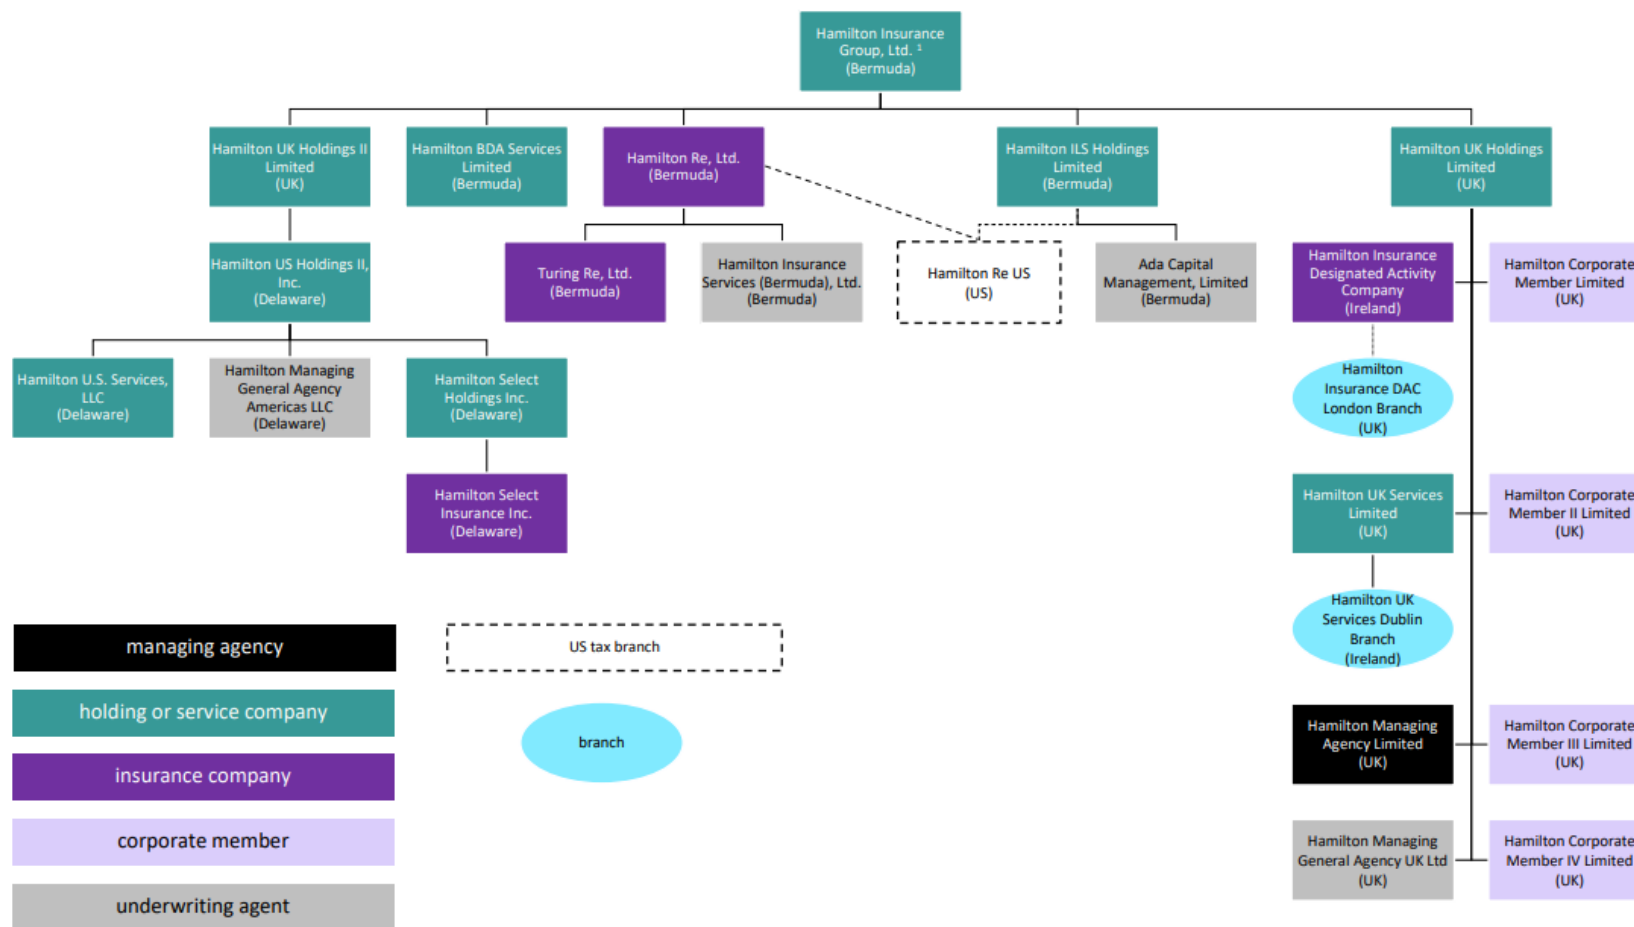 Hamilton Insurance
Group, Ltd. ¹
(Bermuda)
Hamilton UK Holdings II
Limited
(UK)
Hamilton BDA Services
Limited
(Bermuda)
Hamilton Re, Ltd.
(Bermuda)
Hamilton ILS Holdings
Limited
(Bermuda)
Hamilton UK Holdings
Limited
(UK)
Hamilton US Holdings II,
Inc.
(Delaware)
Turing Re, Ltd.
(Bermuda)
Hamilton Insurance
Services (Bermuda), Ltd.
(Bermuda)
Hamilton Re US
(US)
Ada Capital
Management, Limited
(Bermuda)
Hamilton Insurance
Designated Activity
Company
(Ireland)
Hamilton Corporate
Member Limited
(UK)
Hamilton U.S. Services,
LLC
(Delaware)
Hamilton Managing
General Agency
Americas LLC
(Delaware)
Hamilton Select
Holdings Inc.
(Delaware)
Hamilton
Insurance DAC
London Branch
(UK)
Hamilton Select
Insurance Inc.
(Delaware)
Hamilton UK Services
Limited
(UK)
Hamilton Corporate
Member II Limited
(UK)
Hamilton UK
Services Dublin
Branch
(Ireland)
Hamilton Managing
Agency Limited
(UK)
Hamilton Corporate
Member III Limited
(UK)
Hamilton Managing
General Agency UK Ltd
(UK)
Hamilton Corporate
Member IV Limited
(UK)
managing agency
US tax branch
holding or service company
branch
insurance company
corporate member
underwriting agent